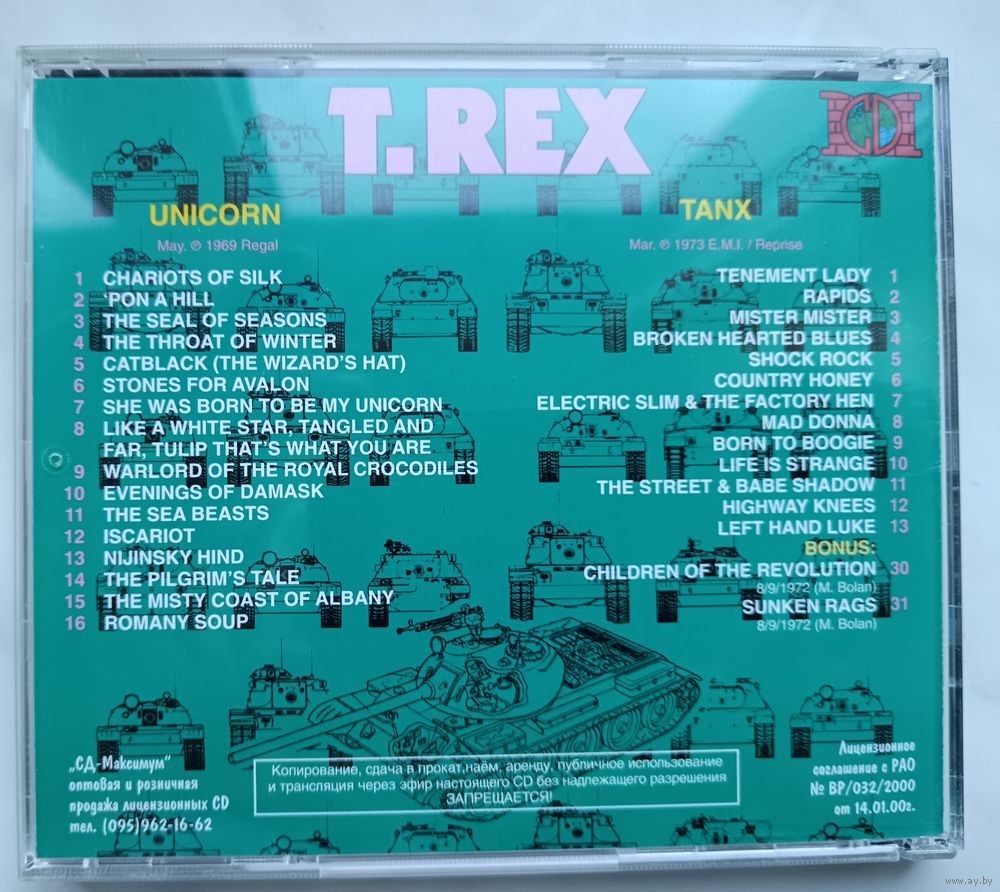 T.REX
CD
UNICORN
May. ℗ 1969 Regal
1 CHARIOTS OF SILK
2 'PON A HILL
3 THE SEAL OF SEASONS
4 THE THROAT OF WINTER
5 CATBLACK (THE WIZARD'S HAT)
6 STONES FOR AVALON
7 SHE WAS BORN TO BE MY UNICORN
8 LIKE A WHITE STAR, TANGLED AND
FAR, TULIP THAT'S WHAT YOU ARE
9 WARLORD OF THE ROYAL CROCODILES
10 EVENINGS OF DAMASK
11 THE SEA BEASTS
12 ISCARIOT
13 NIJINSKY HIND
14 THE PILGRIM'S TALE
15 THE MISTY COAST OF ALBANY
16 ROMANY SOUP
TANX
Mar. ℗ 1973 E.M.I. / Reprise
TENEMENT LADY 1
RAPIDS 2
MISTER MISTER 3
BROKEN HEARTED BLUES 4
SHOCK ROCK 5
COUNTRY HONEY 6
ELECTRIC SLIM & THE FACTORY HEN 7
MAD DONNA 8
BORN TO BOOGIE 9
LIFE IS STRANGE 10
THE STREET & BABE SHADOW 11
HIGHWAY KNEES 12
LEFT HAND LUKE 13
BONUS:
CHILDREN OF THE REVOLUTION 30
8/9/1972 (M. Bolan)
SUNKEN RAGS 31
8/9/1972 (M. Bolan)
„СД-Максимум"
оптовая и розничная
продажа лицензионных CD
тел. (095)962-16-62
Копирование, сдача в прокат,наём, аренду, публичное использование
и трансляция через эфир настоящего CD без надлежащего разрешения
ЗАПРЕЩАЕТСЯ!
Лицензионное
соглашение с РАО
№ ВР/032/2000
от 14.01.00г.
www.ay.by